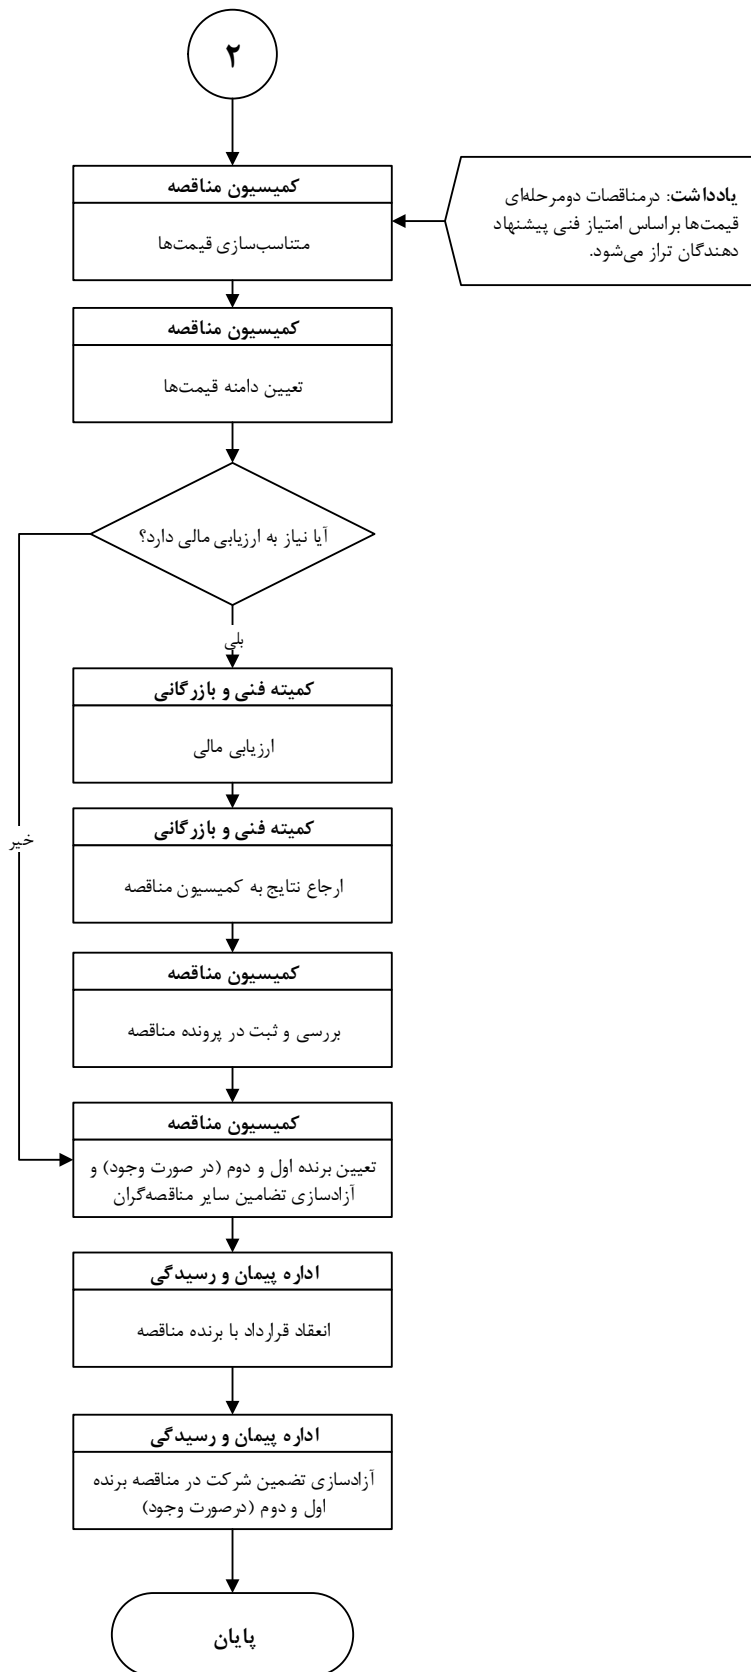 ۲
کمیسیون مناقصه
متناسب‌سازی قیمت‌ها
یادداشت: درمناقصات دومرحله‌ای
قیمت‌ها براساس امتیاز فنی پیشنهاد
دهندگان تراز می‌شود.
کمیسیون مناقصه
تعیین دامنه قیمت‌ها
آیا نیاز به ارزیابی مالی دارد؟
بلی
کمیته فنی و بازرگانی
ارزیابی مالی
خیر
کمیته فنی و بازرگانی
ارجاع نتایج به کمیسیون مناقصه
کمیسیون مناقصه
بررسی و ثبت در پرونده مناقصه
کمیسیون مناقصه
تعیین برنده اول و دوم (در صورت وجود) و
آزادسازی تضامین سایر مناقصه‌گران
اداره پیمان و رسیدگی
انعقاد قرارداد با برنده مناقصه
اداره پیمان و رسیدگی
آزادسازی تضمین شرکت در مناقصه برنده
اول و دوم (درصورت وجود)
پایان